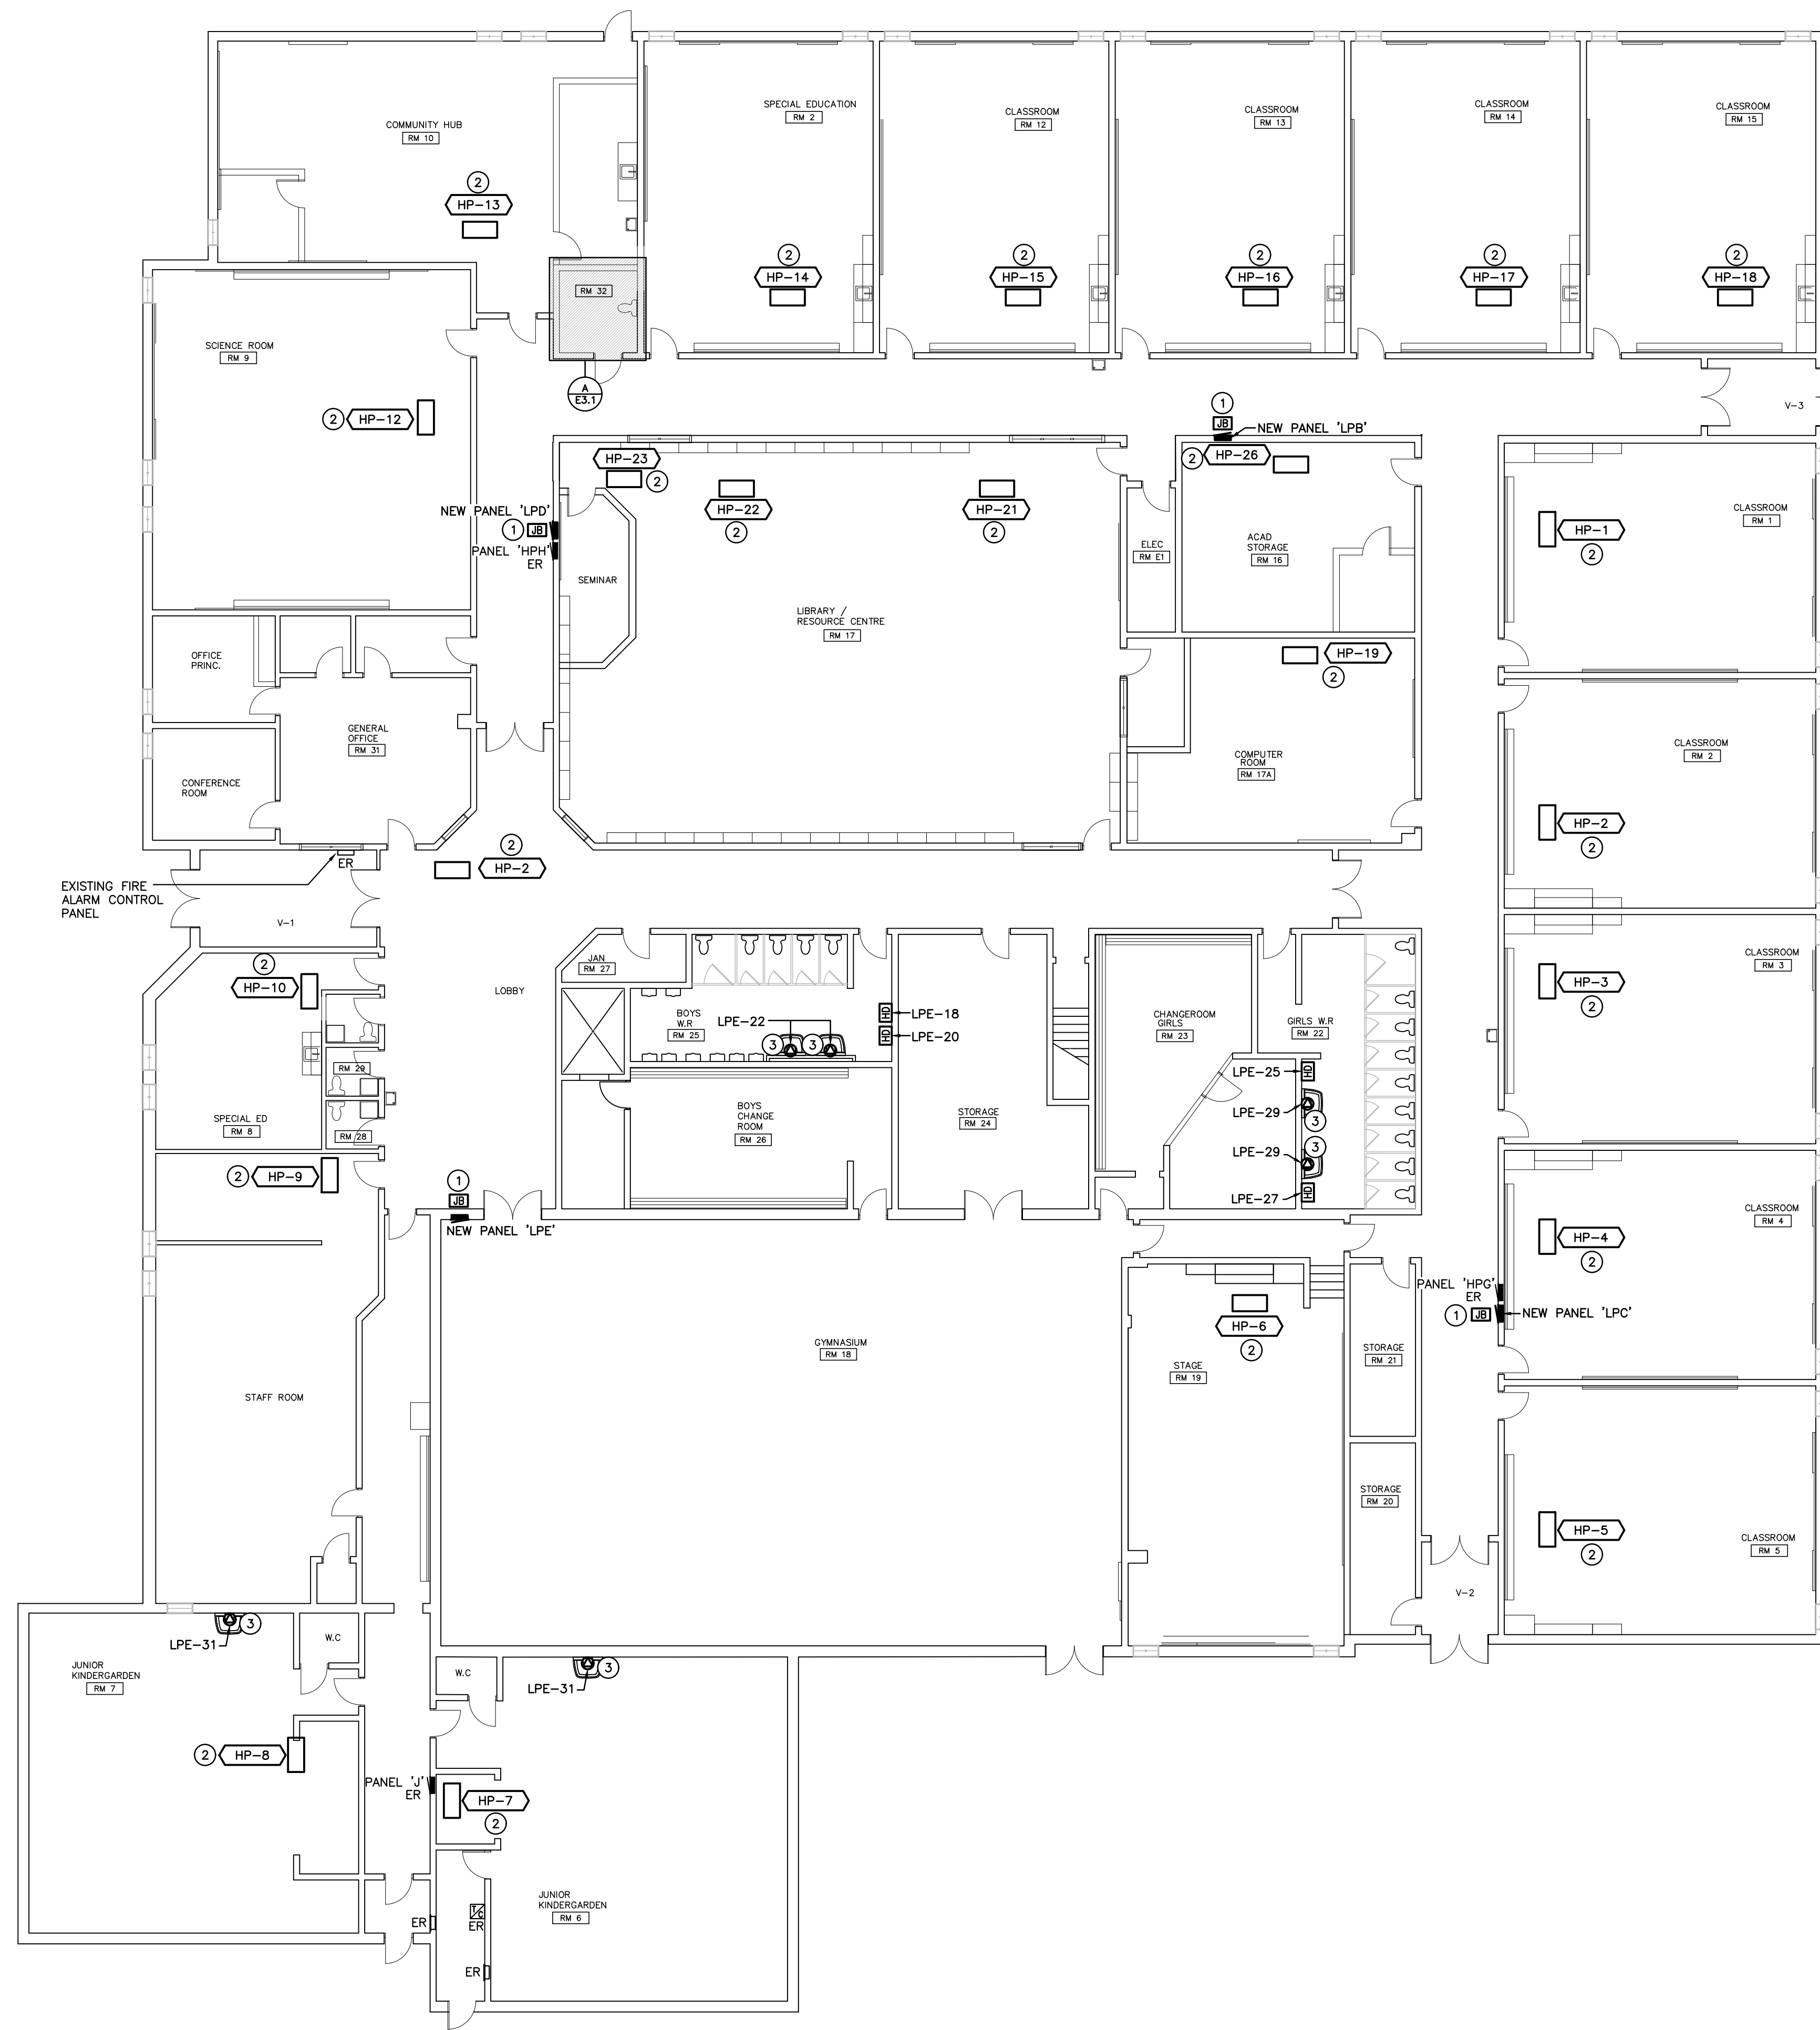 COMMUNITY HUB
RM 10
2
HP-13
SPECIAL EDUCATION
RM 2
2
HP-14
CLASSROOM
RM 12
2
HP-15
CLASSROOM
RM 13
2
HP-16
CLASSROOM
RM 14
2
HP-17
CLASSROOM
RM 15
2
HP-18
RM 32
A
E3.1
SCIENCE ROOM
RM 9
2
HP-12
V-3
1
JB
NEW PANEL 'LPB'
2
HP-26
HP-23
2
HP-22
2
HP-21
2
NEW PANEL 'LPD'
1
JB
PANEL 'HPH'
ER
SEMINAR
ELEC
RM E1
ACAD
STORAGE
RM 16
CLASSROOM
RM 1
HP-1
2
LIBRARY /
RESOURCE CENTRE
RM 17
HP-19
2
OFFICE
PRINC.
GENERAL
OFFICE
RM 31
CONFERENCE
ROOM
COMPUTER
ROOM
RM 17A
CLASSROOM
RM 2
HP-2
2
2
HP-2
ER
EXISTING FIRE
ALARM CONTROL
PANEL
V-1
2
HP-10
LOBBY
JAN
RM 27
BOYS
W.R
RM 25
LPE-22
3
3
LPE-18
HD
LPE-20
HD
CHANGEROOM
GIRLS
RM 23
GIRLS W.R
RM 22
CLASSROOM
RM 3
HP-3
2
LPE-25
HD
LPE-29
3
LPE-29
3
LPE-27
HD
RM 29
RM 28
SPECIAL ED
RM 8
BOYS
CHANGE
ROOM
RM 26
STORAGE
RM 24
2
HP-9
1
JB
NEW PANEL 'LPE'
CLASSROOM
RM 4
HP-4
2
PANEL 'HPG'
ER
1
JB
NEW PANEL 'LPC'
GYMNASIUM
RM 18
HP-6
2
STAGE
RM 19
STORAGE
RM 21
STAFF ROOM
STORAGE
RM 20
HP-5
2
CLASSROOM
RM 5
V-2
3
LPE-31
W.C
JUNIOR
KINDERGARDEN
RM 7
W.C
3
LPE-31
2
HP-8
PANEL 'J'
ER
HP-7
2
JUNIOR
KINDERGARDEN
RM 6
ER
T/C
ER
ER